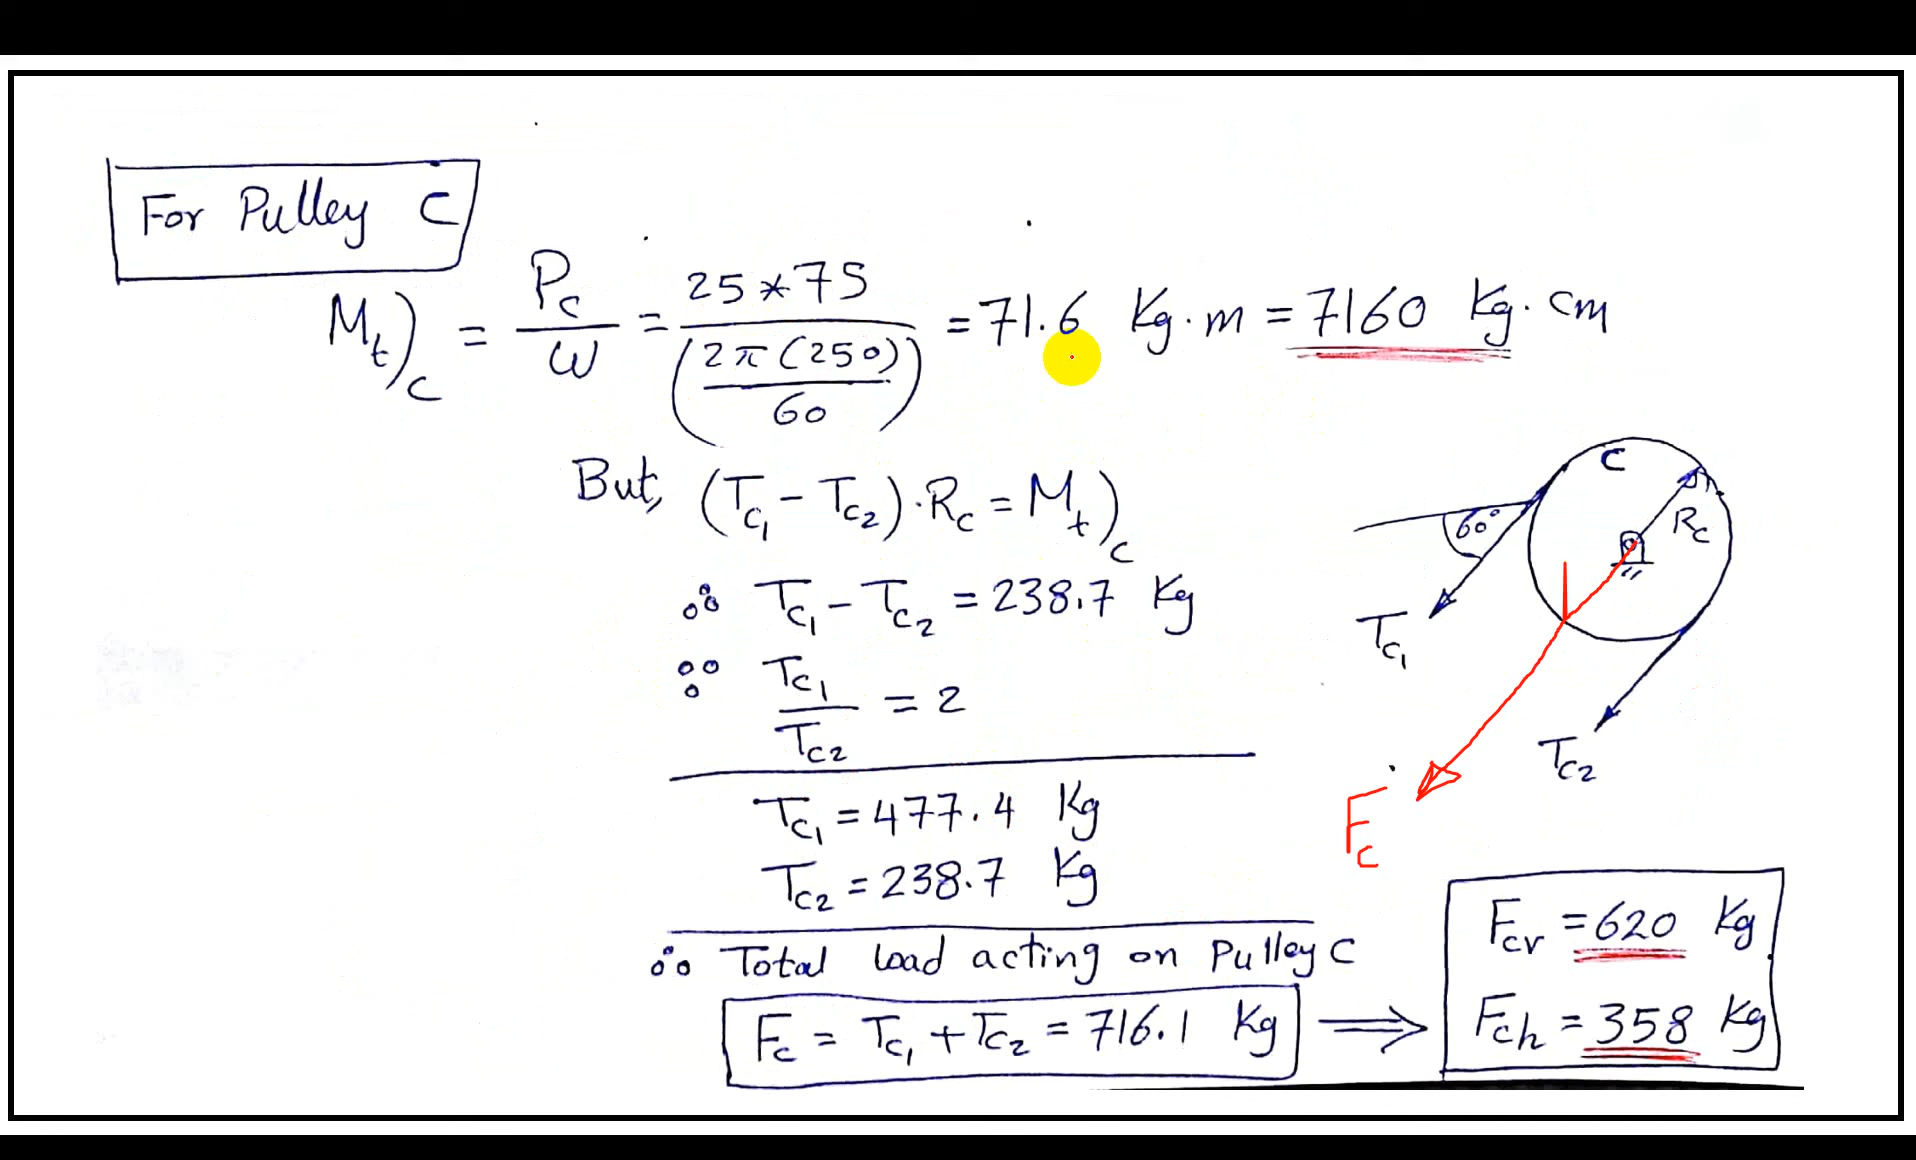 For Pulley C
Mt)c = Pc / ω = 25*75 / (2π(250) / 60) = 71.6 Kg.m = 7160 Kg.cm
But, (Tc1 - Tc2).Rc = Mt)c
∴ Tc1 - Tc2 = 238.7 Kg
∵ Tc1 / Tc2 = 2
Tc1 = 477.4 Kg
Tc2 = 238.7 Kg
∴ Total load acting on Pulley C
Fc = Tc1 + Tc2 = 716.1 Kg ⟹
Fcv = 620 Kg
Fch = 358 Kg
C
Rc
60°
Tc1
Tc2
Fc